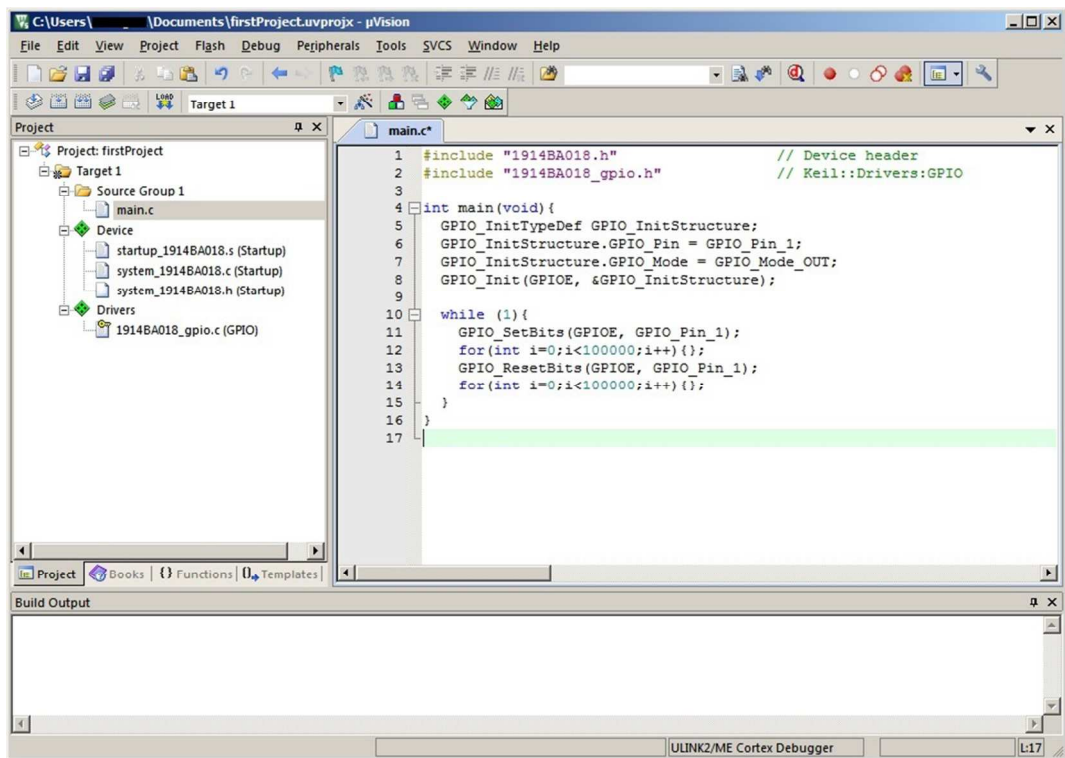 C:\Users\ \Documents\firstProject.uvprojx - µVision
File Edit View Project Flash Debug Peripherals Tools SVCS Window Help
LOAD Target 1
Project
Project: firstProject
Target 1
Source Group 1
main.c
Device
startup_1914BA018.s (Startup)
system_1914BA018.c (Startup)
system_1914BA018.h (Startup)
Drivers
1914BA018_gpio.c (GPIO)
Project Books {} Functions Templates
main.c*
1 #include "1914BA018.h" // Device header
2 #include "1914BA018_gpio.h" // Keil::Drivers:GPIO
3
4 int main(void){
5 GPIO_InitTypeDef GPIO_InitStructure;
6 GPIO_InitStructure.GPIO_Pin = GPIO_Pin_1;
7 GPIO_InitStructure.GPIO_Mode = GPIO_Mode_OUT;
8 GPIO_Init(GPIOE, &GPIO_InitStructure);
9
10 while (1){
11 GPIO_SetBits(GPIOE, GPIO_Pin_1);
12 for(int i=0;i<100000;i++){};
13 GPIO_ResetBits(GPIOE, GPIO_Pin_1);
14 for(int i=0;i<100000;i++){};
15 }
16 }
17
Build Output
ULINK2/ME Cortex Debugger L:17